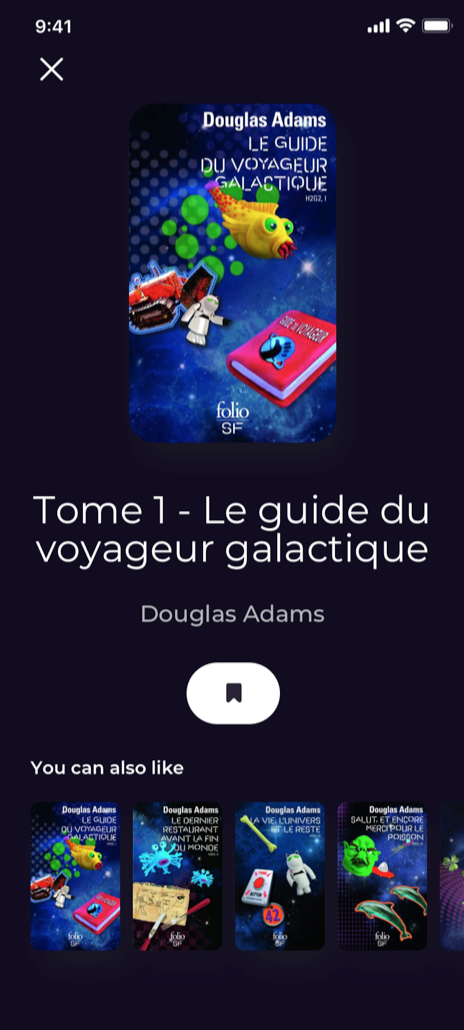 9:41
Douglas Adams
LE GUIDE
DU VOYAGEUR
GALACTIQUE
H2G2, I
GUIDE DU VOYAGEUR
folio
SF
Tome 1 - Le guide du
voyageur galactique
Douglas Adams
You can also like
Douglas Adams
LE GUIDE
DU VOYAGEUR
GALACTIQUE
folio
SF
Douglas Adams
LE DERNIER
RESTAURANT
AVANT LA FIN
DU MONDE
folio
SF
Douglas Adams
LA VIE, L'UNIVERS
ET LE RESTE
42
folio
SF
Douglas Adams
SALUT, ET ENCORE
MERCI POUR LE
POISSON
folio
SF